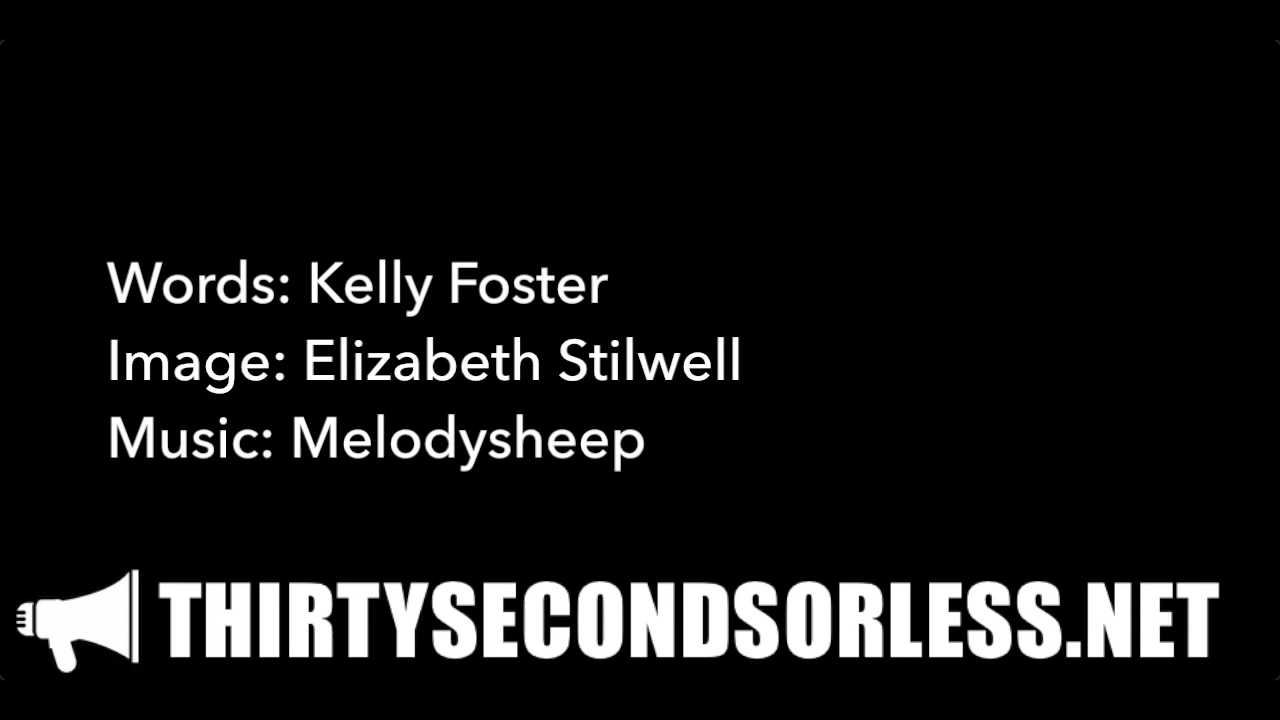 Words: Kelly Foster
Image: Elizabeth Stilwell
Music: Melodysheep
THIRTYSECONDSORLESS.NET